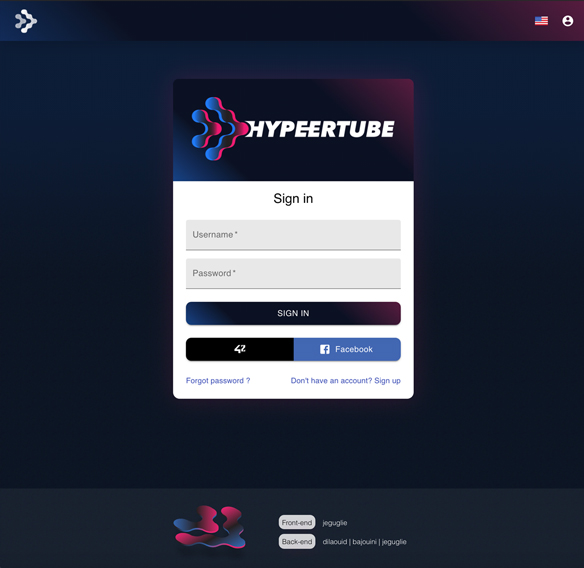 HYPEERTUBE
Sign in
Username *
Password *
SIGN IN
42 Facebook
Forgot password ? Don't have an account? Sign up
Front-end jeguglie
Back-end dilaouid | bajouini | jeguglie